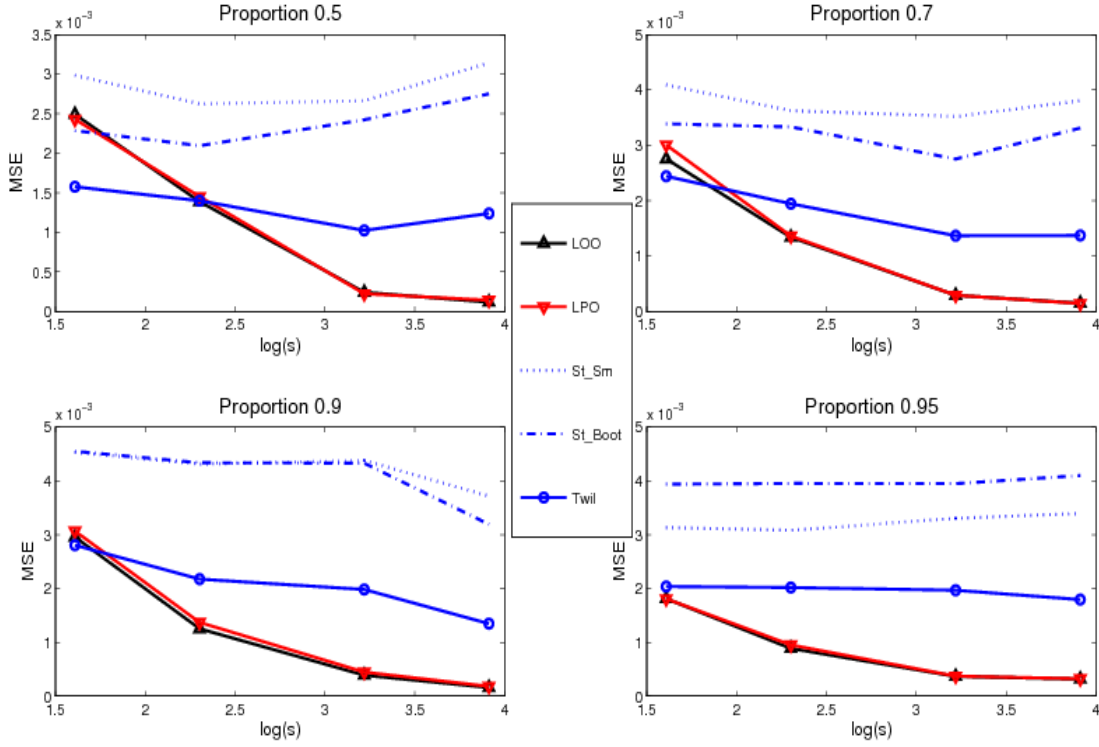 Proportion 0.5
x 10⁻³
3.5
3
2.5
2
1.5
1
0.5
0
MSE
1.5 2 2.5 3 3.5 4
log(s)
Proportion 0.7
x 10⁻³
5
4
3
2
1
0
MSE
1.5 2 2.5 3 3.5 4
log(s)
LOO
LPO
St_Sm
St_Boot
Twil
Proportion 0.9
x 10⁻³
5
4
3
2
1
0
MSE
1.5 2 2.5 3 3.5 4
log(s)
Proportion 0.95
x 10⁻³
5
4
3
2
1
0
MSE
1.5 2 2.5 3 3.5 4
log(s)